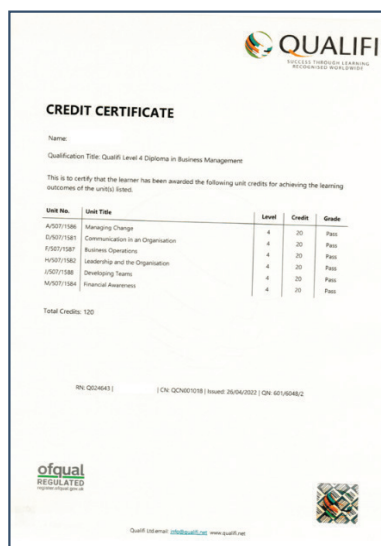 QUALIFI
SUCCESS THROUGH LEARNING
RECOGNISED WORLDWIDE
CREDIT CERTIFICATE
Name:
Qualification Title: Qualifi Level 4 Diploma in Business Management
This is to certify that the learner has been awarded the following unit credits for achieving the learning
outcomes of the unit(s) listed.
Unit No. Unit Title Level Credit Grade
A/507/1586 Managing Change 4 20 Pass
D/507/1581 Communication in an Organisation 4 20 Pass
F/507/1587 Business Operations 4 20 Pass
H/507/1582 Leadership and the Organisation 4 20 Pass
J/507/1588 Developing Teams 4 20 Pass
M/507/1584 Financial Awareness 4 20 Pass
Total Credits: 120
RN: Q024643 | | CN: QCN001018 | Issued: 26/04/2022 | QN: 601/6048/2
ofqual
REGULATED
register.ofqual.gov.uk
Qualifi Ltd email: info@qualifi.net www.qualifi.net